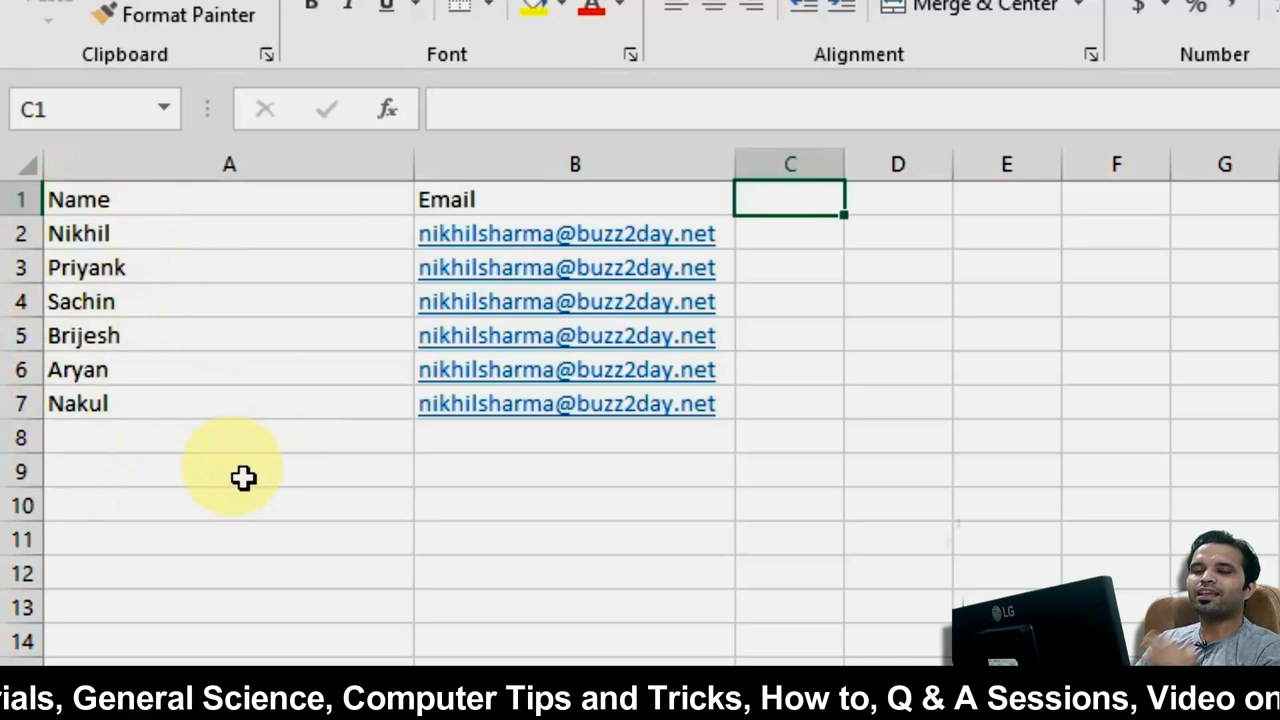 Format Painter
B I U A Merge & Center $ % ,
Clipboard Font Alignment Number
C1 fx
A B C D E F G
1 Name Email
2 Nikhil nikhilsharma@buzz2day.net
3 Priyank nikhilsharma@buzz2day.net
4 Sachin nikhilsharma@buzz2day.net
5 Brijesh nikhilsharma@buzz2day.net
6 Aryan nikhilsharma@buzz2day.net
7 Nakul nikhilsharma@buzz2day.net
8
9
10
11
12
13
14
LG
rials, General Science, Computer Tips and Tricks, How to, Q & A Sessions, Video on